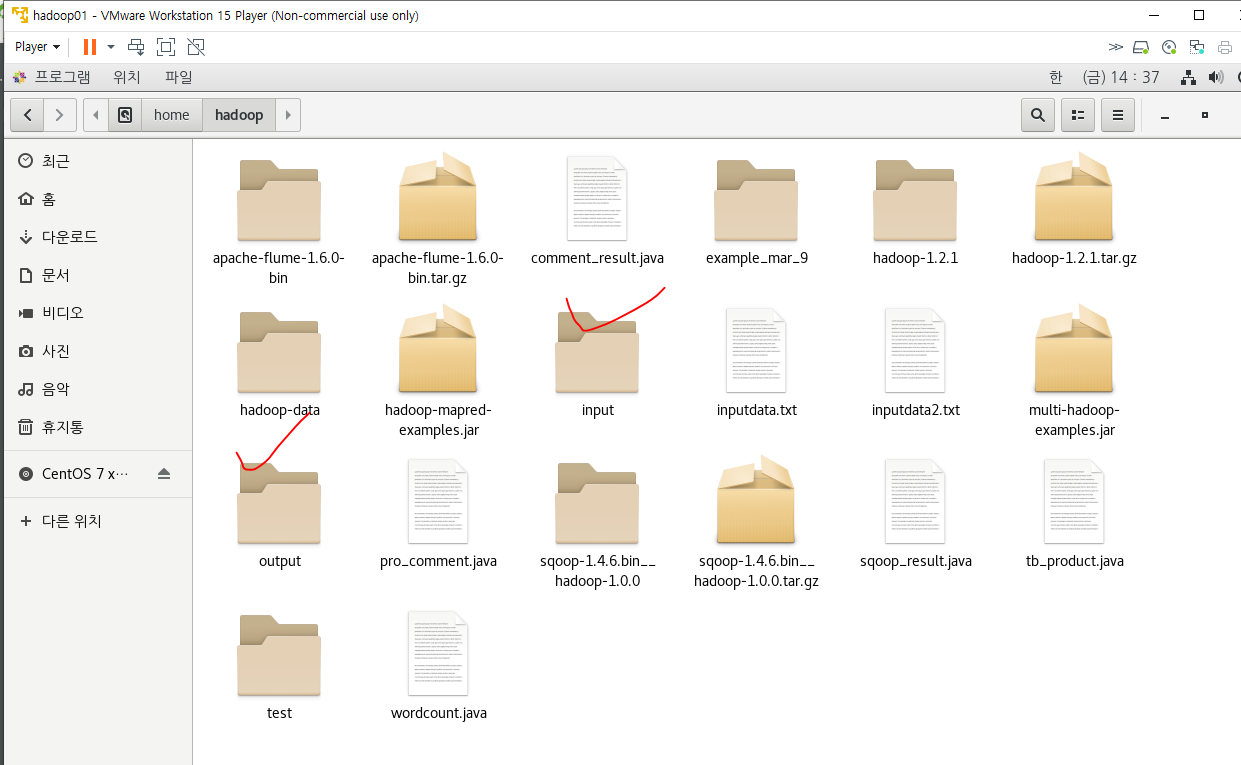 hadoop01 - VMware Workstation 15 Player (Non-commercial use only)
Player
프로그램 위치 파일 한 (금) 14 : 37
home hadoop
최근
홈
다운로드
문서
비디오
사진
음악
휴지통
CentOS 7 x···
다른 위치
apache-flume-1.6.0-
bin
apache-flume-1.6.0-
bin.tar.gz
comment_result.java
example_mar_9
hadoop-1.2.1
hadoop-1.2.1.tar.gz
hadoop-data
hadoop-mapred-
examples.jar
input
inputdata.txt
inputdata2.txt
multi-hadoop-
examples.jar
output
pro_comment.java
sqoop-1.4.6.bin__
hadoop-1.0.0
sqoop-1.4.6.bin__
hadoop-1.0.0.tar.gz
sqoop_result.java
tb_product.java
test
wordcount.java